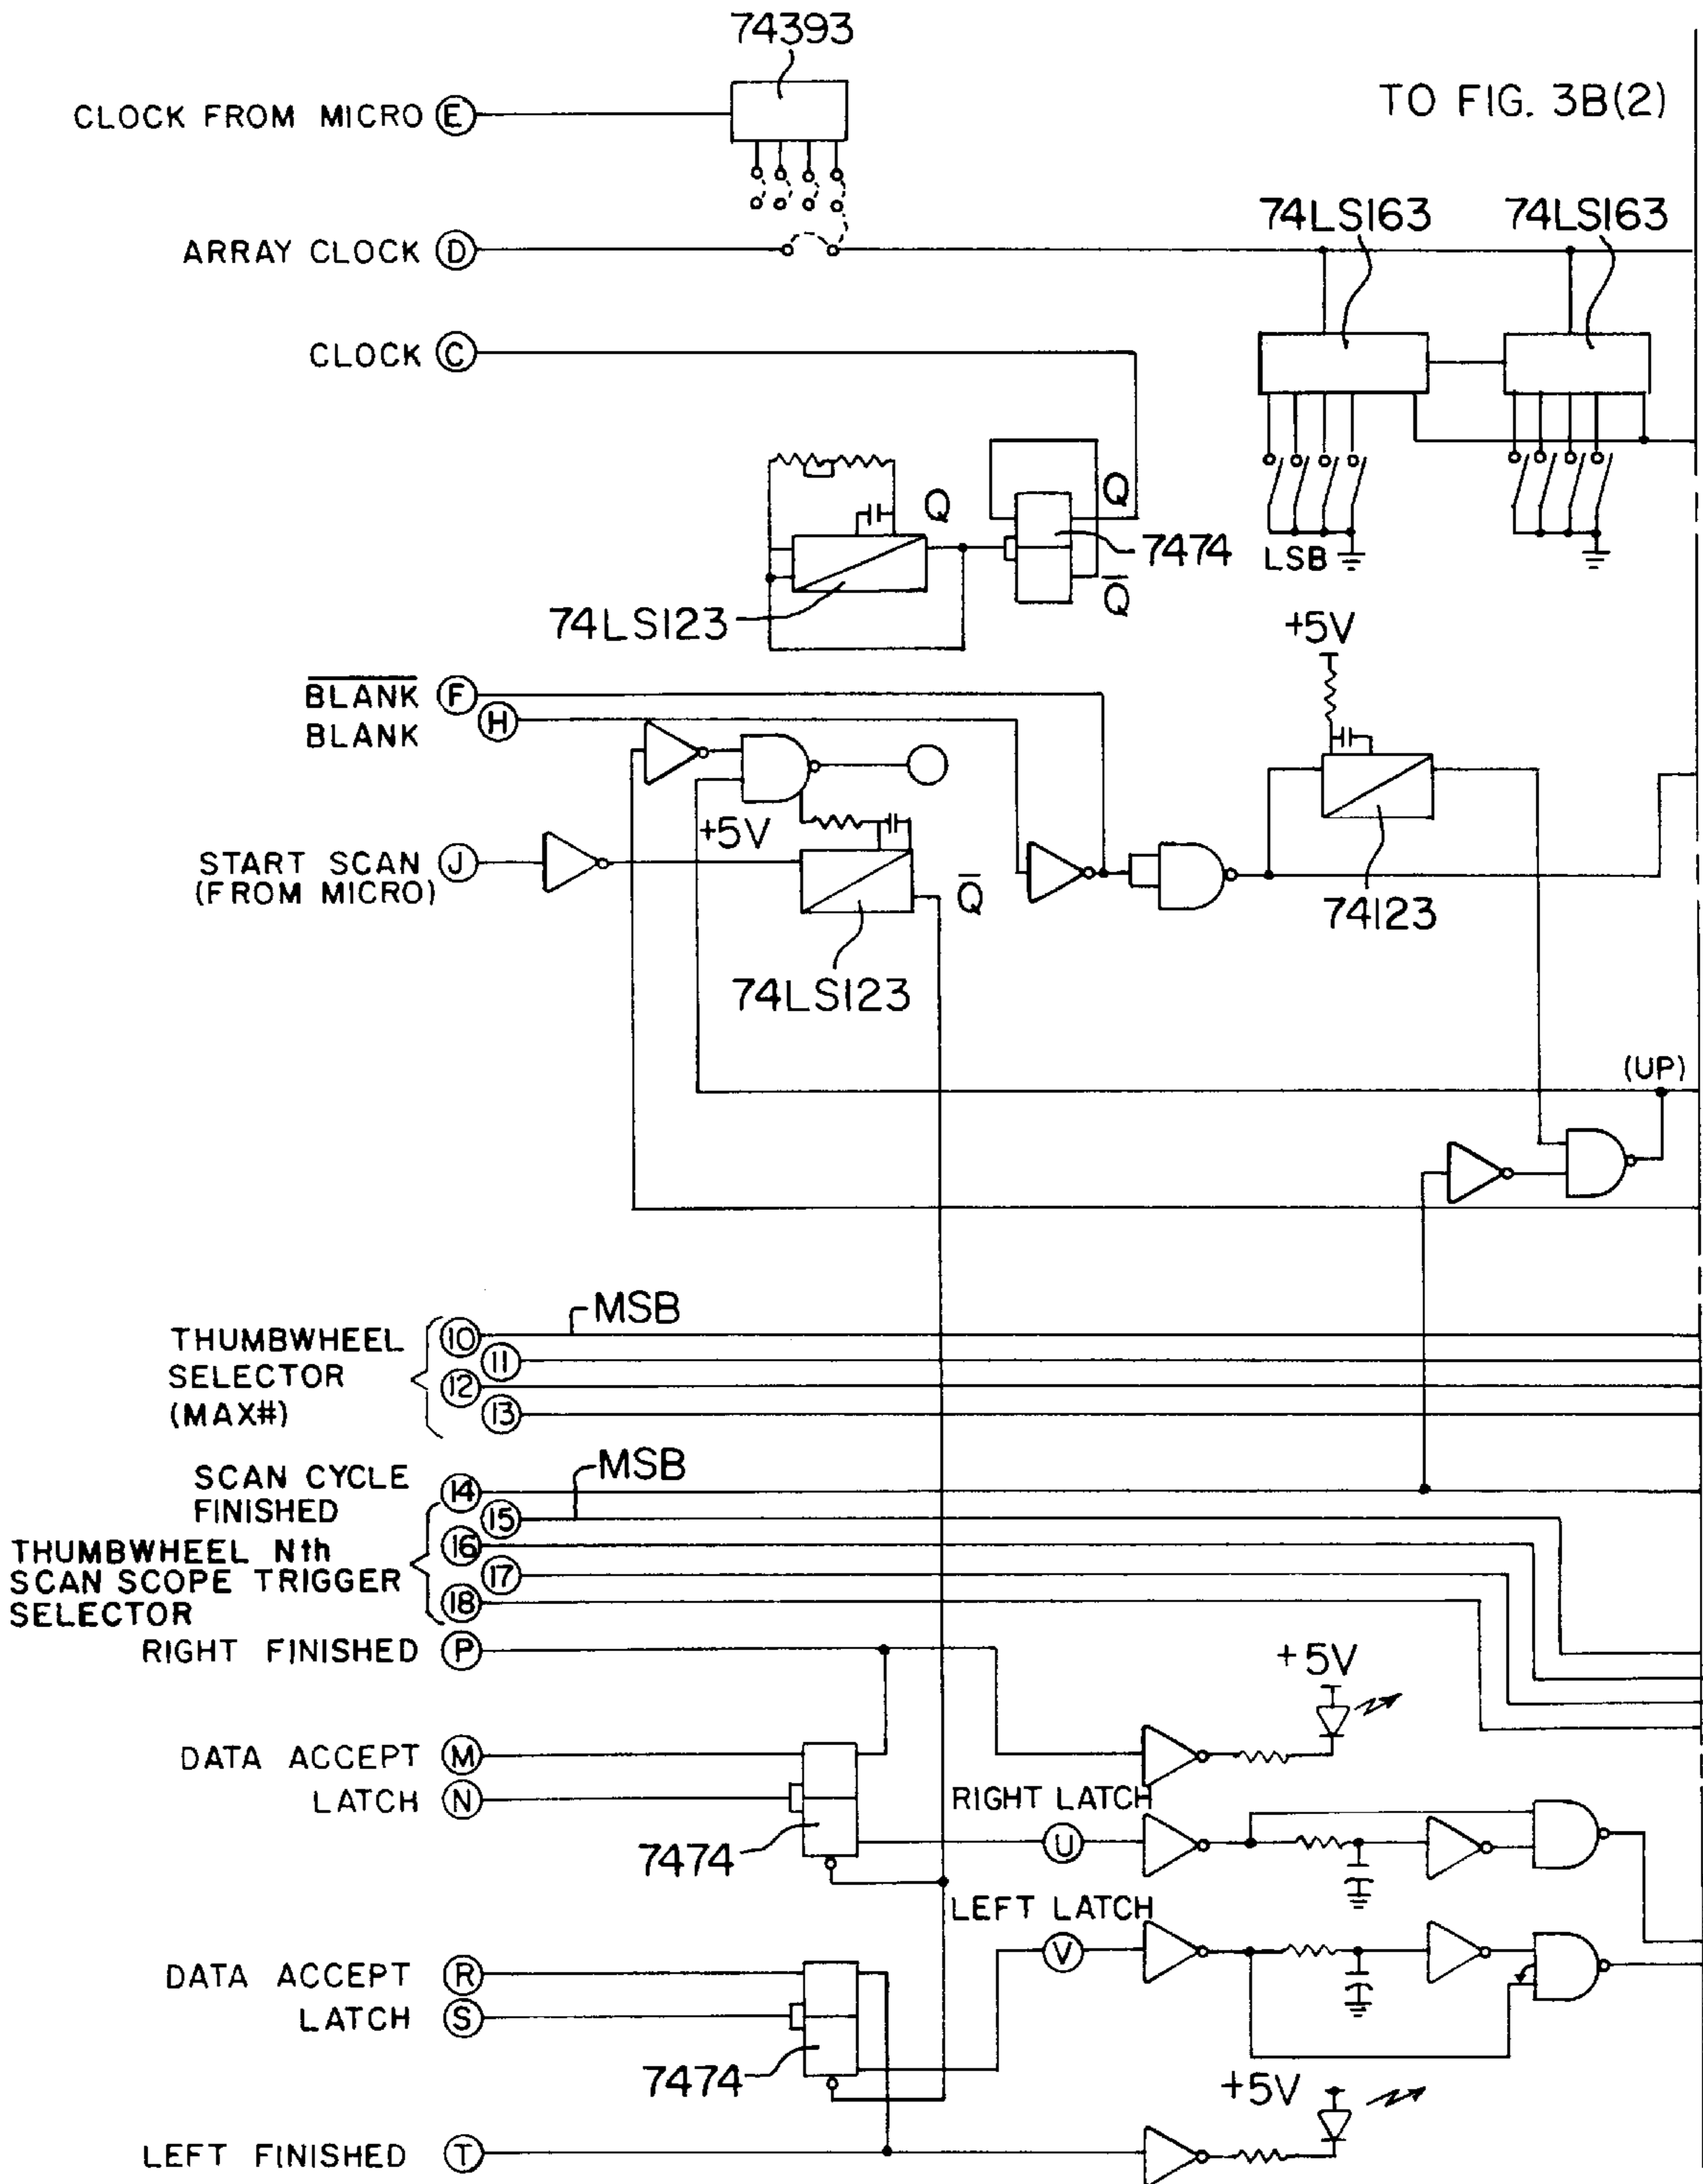 74393
CLOCK FROM MICRO E
TO FIG. 3B(2)
74LS163
74LS163
ARRAY CLOCK D
CLOCK C
Q
Q
7474
LSB
Q̅
74LS123
+5V
B̅L̅A̅N̅K̅ F
BLANK H
+5V
START SCAN J
(FROM MICRO)
Q̅
74123
74LS123
(UP)
MSB
THUMBWHEEL
SELECTOR
(MAX#)
10
11
12
13
MSB
SCAN CYCLE
FINISHED
14
15
THUMBWHEEL Nth
SCAN SCOPE TRIGGER
SELECTOR
16
17
18
RIGHT FINISHED P
+5V
DATA ACCEPT M
LATCH N
RIGHT LATCH
U
7474
LEFT LATCH
V
DATA ACCEPT R
LATCH S
7474
+5V
LEFT FINISHED T